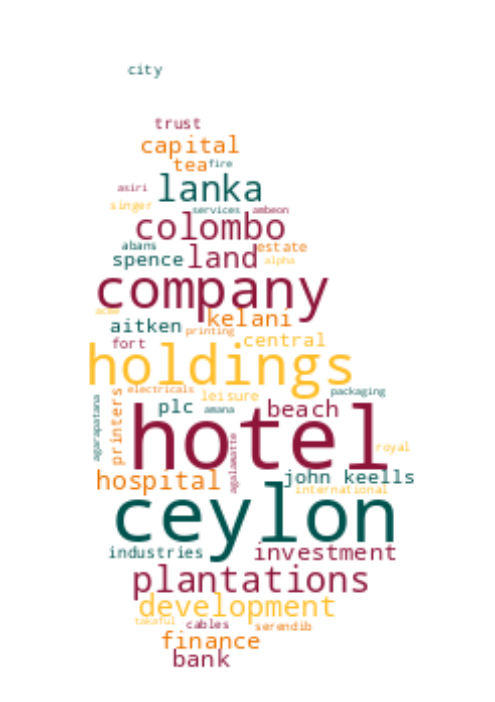 city
trust
capital
tea fire
asiri lanka
singer services ambeon
colombo
abans estate
spence land alpha
company
acme kelani
aitken printing central
fort
holdings
electricals leisure packaging
agarapatana printers plc amana beach
hotel
royal
agalamatte
hospital john keells
international
ceylon
industries investment
plantations
development
takaful cables serendib
finance
bank